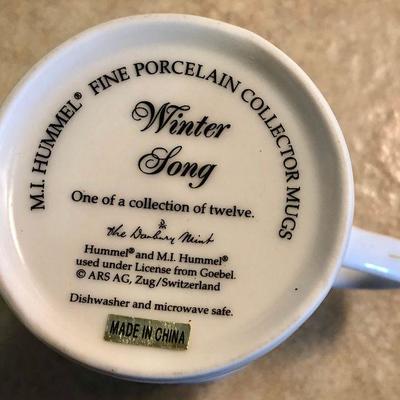 M.I. HUMMEL® FINE PORCELAIN COLLECTOR MUGS
Winter
Song
One of a collection of twelve.
The Danbury Mint
Hummel® and M.I. Hummel®
used under License from Goebel.
© ARS AG, Zug/Switzerland
Dishwasher and microwave safe.
MADE IN CHINA